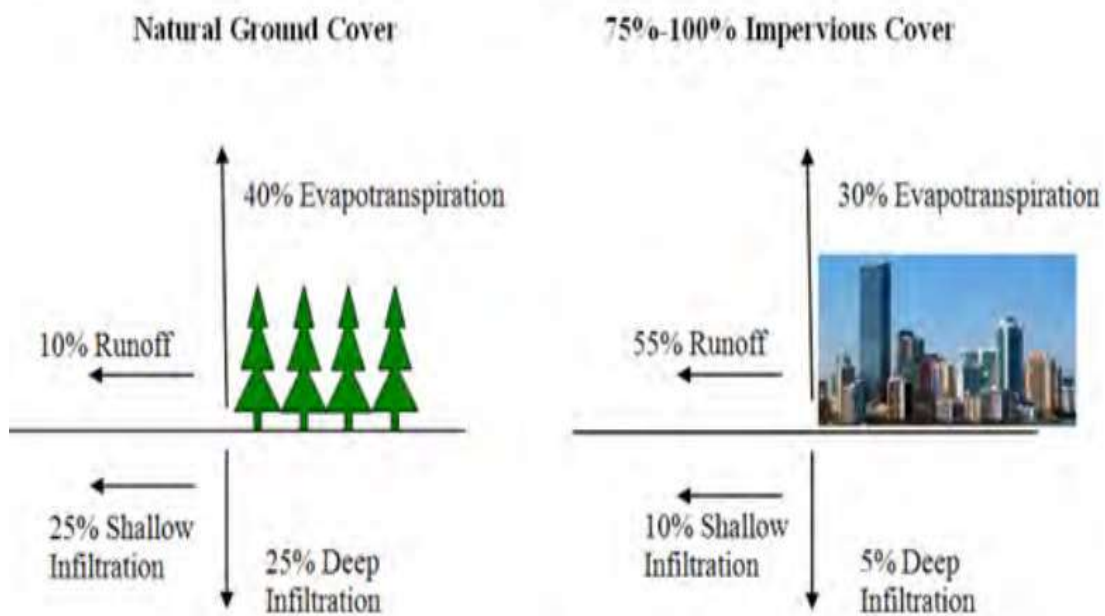 Natural Ground Cover
75%-100% Impervious Cover
40% Evapotranspiration
10% Runoff
25% Shallow
Infiltration
25% Deep
Infiltration
30% Evapotranspiration
55% Runoff
10% Shallow
Infiltration
5% Deep
Infiltration